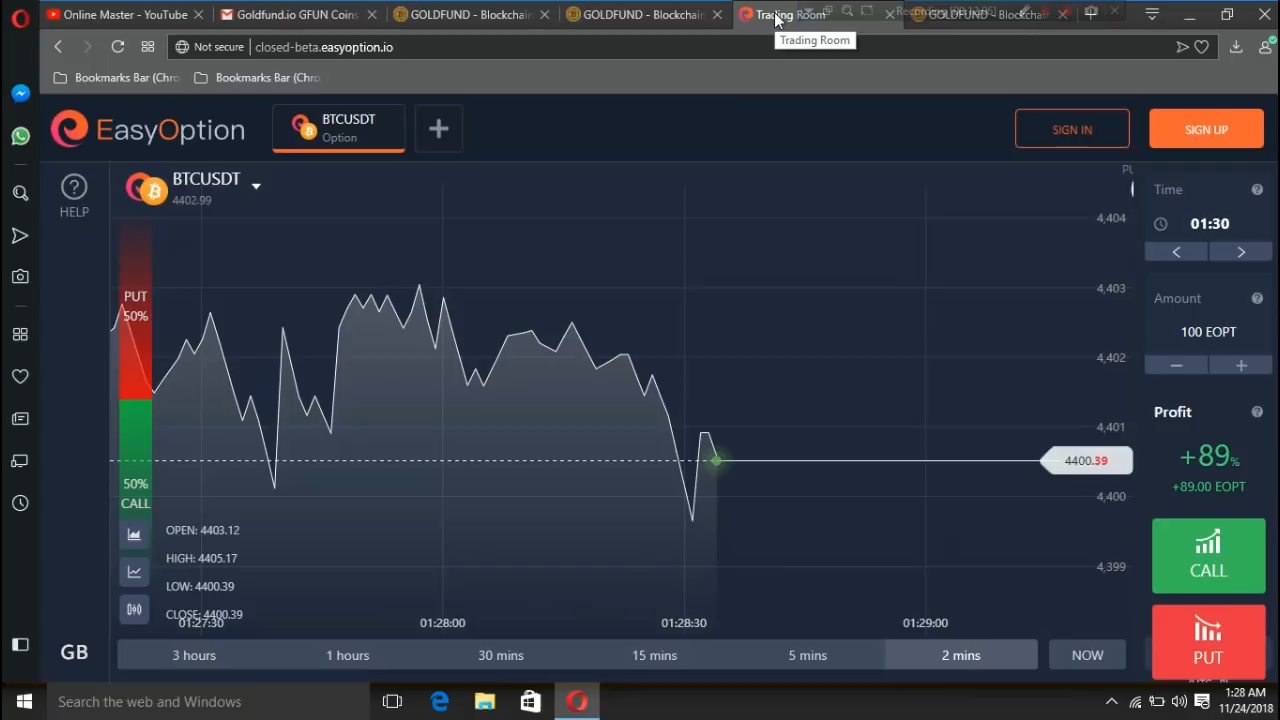 Online Master - YouTube
Goldfund.io GFUN Coins
GOLDFUND - Blockchain
GOLDFUND - Blockchain
Trading Room
GOLDFUND - Blockchain
Trading Room
Not secure
closed-beta.easyoption.io
Bookmarks Bar (Chro
Bookmarks Bar (Chro
EasyOption
BTCUSDT
Option
SIGN IN
SIGN UP
HELP
BTCUSDT
4402.99
PUT
50%
50%
CALL
4,404
4,403
4,402
4,401
4400.39
4,400
4,399
OPEN: 4403.12
HIGH: 4405.17
LOW: 4400.39
CLOSE: 4400.39
01:27:30
01:28:00
01:28:30
01:29:00
GB
3 hours
1 hours
30 mins
15 mins
5 mins
2 mins
NOW
Time
01:30
Amount
100 EOPT
Profit
+89%
+89.00 EOPT
CALL
PUT
Search the web and Windows
1:28 AM
11/24/2018